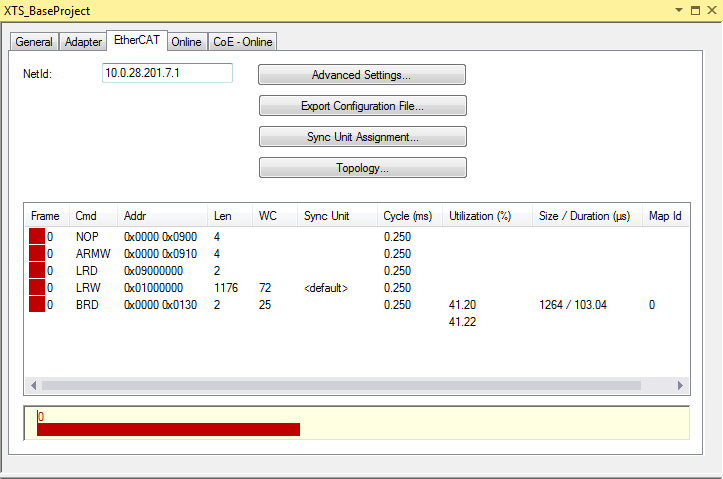 XTS_BaseProject
General Adapter EtherCAT Online CoE - Online
NetId: 10.0.28.201.7.1 Advanced Settings...
Export Configuration File...
Sync Unit Assignment...
Topology...
Frame Cmd Addr Len WC Sync Unit Cycle (ms) Utilization (%) Size / Duration (µs) Map Id
0 NOP 0x0000 0x0900 4 0.250
0 ARMW 0x0000 0x0910 4 0.250
0 LRD 0x09000000 2 0.250
0 LRW 0x01000000 1176 72 <default> 0.250
0 BRD 0x0000 0x0130 2 25 0.250 41.20 1264 / 103.04 0
41.22
0